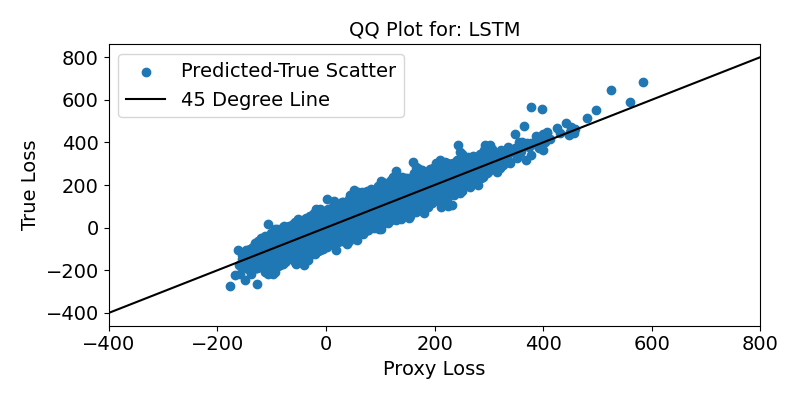 QQ Plot for: LSTM
Predicted-True Scatter
45 Degree Line
True Loss
800
600
400
200
0
−200
−400
−400 −200 0 200 400 600 800
Proxy Loss